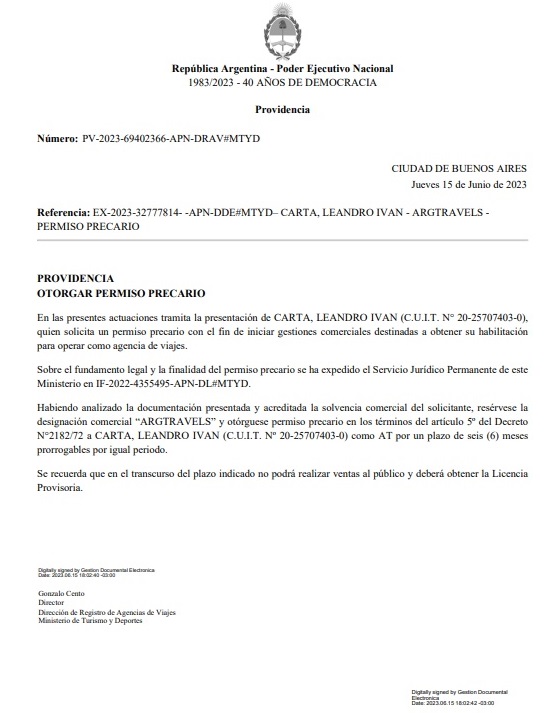 República Argentina - Poder Ejecutivo Nacional
1983/2023 - 40 AÑOS DE DEMOCRACIA
Providencia
Número: PV-2023-69402366-APN-DRAV#MTYD
CIUDAD DE BUENOS AIRES
Jueves 15 de Junio de 2023
Referencia: EX-2023-32777814- -APN-DDE#MTYD– CARTA, LEANDRO IVAN - ARGTRAVELS -
PERMISO PRECARIO
PROVIDENCIA
OTORGAR PERMISO PRECARIO
En las presentes actuaciones tramita la presentación de CARTA, LEANDRO IVAN (C.U.I.T. N° 20-25707403-0),
quien solicita un permiso precario con el fin de iniciar gestiones comerciales destinadas a obtener su habilitación
para operar como agencia de viajes.
Sobre el fundamento legal y la finalidad del permiso precario se ha expedido el Servicio Jurídico Permanente de este
Ministerio en IF-2022-4355495-APN-DL#MTYD.
Habiendo analizado la documentación presentada y acreditada la solvencia comercial del solicitante, resérvese la
designación comercial “ARGTRAVELS” y otórguese permiso precario en los términos del artículo 5º del Decreto
N°2182/72 a CARTA, LEANDRO IVAN (C.U.I.T. N° 20-25707403-0) como AT por un plazo de seis (6) meses
prorrogables por igual periodo.
Se recuerda que en el transcurso del plazo indicado no podrá realizar ventas al público y deberá obtener la Licencia
Provisoria.
Digitally signed by Gestion Documental Electronica
Date: 2023.06.15 18:02:40 -03:00
Gonzalo Cento
Director
Dirección de Registro de Agencias de Viajes
Ministerio de Turismo y Deportes
Digitally signed by Gestion Documental
Electronica
Date: 2023.06.15 18:02:42 -03:00